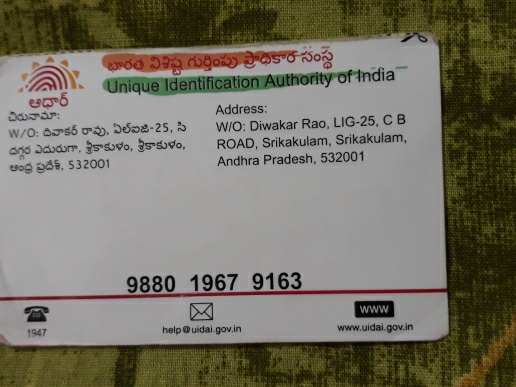 భారత విశిష్ట గుర్తింపు ప్రాధికార సంస్థ
Unique Identification Authority of India
ఆధార్
చిరునామా:
W/O: దివాకర్ రావు, ఏల్ఐజి-25, సి
దగ్గర ఎదురుగా, శ్రీకాకుళం, శ్రీకాకుళం,
ఆంధ్ర ప్రదేశ్, 532001
Address:
W/O: Diwakar Rao, LIG-25, C B
ROAD, Srikakulam, Srikakulam,
Andhra Pradesh, 532001
9880 1967 9163
1947
help@uidai.gov.in
WWW
www.uidai.gov.in